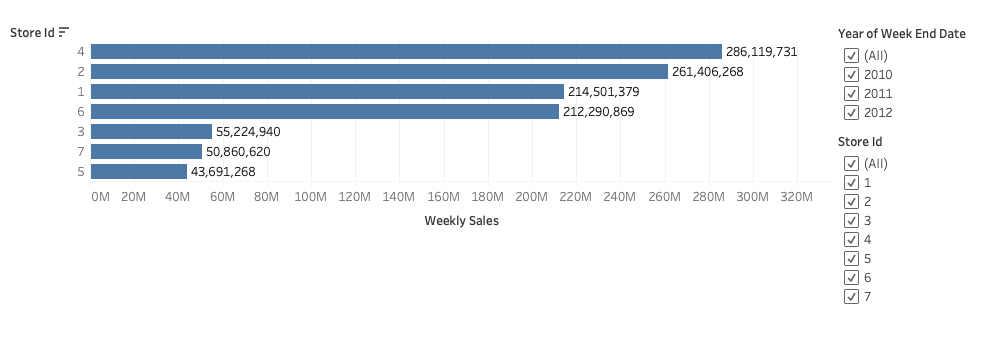 Store Id
4 286,119,731
2 261,406,268
1 214,501,379
6 212,290,869
3 55,224,940
7 50,860,620
5 43,691,268
0M 20M 40M 60M 80M 100M 120M 140M 160M 180M 200M 220M 240M 260M 280M 300M 320M
Weekly Sales
Year of Week End Date
(All)
2010
2011
2012
Store Id
(All)
1
2
3
4
5
6
7